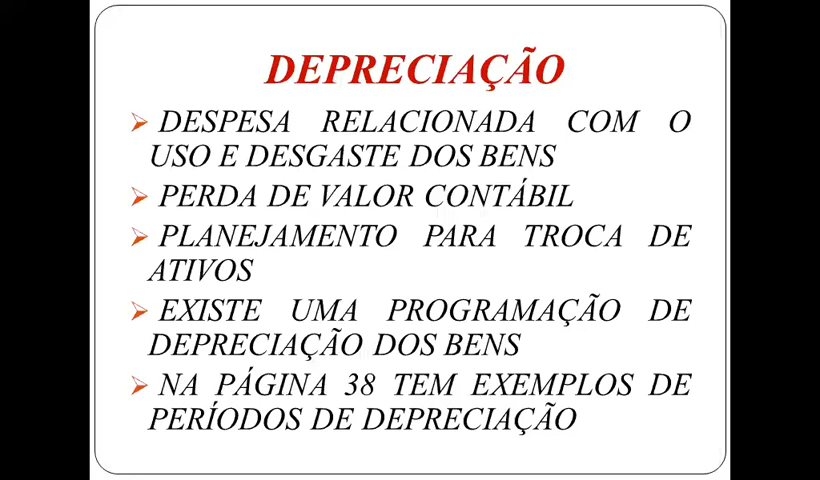 DEPRECIAÇÃO
DESPESA RELACIONADA COM O
USO E DESGASTE DOS BENS
PERDA DE VALOR CONTÁBIL
PLANEJAMENTO PARA TROCA DE
ATIVOS
EXISTE UMA PROGRAMAÇÃO DE
DEPRECIAÇÃO DOS BENS
NA PÁGINA 38 TEM EXEMPLOS DE
PERÍODOS DE DEPRECIAÇÃO